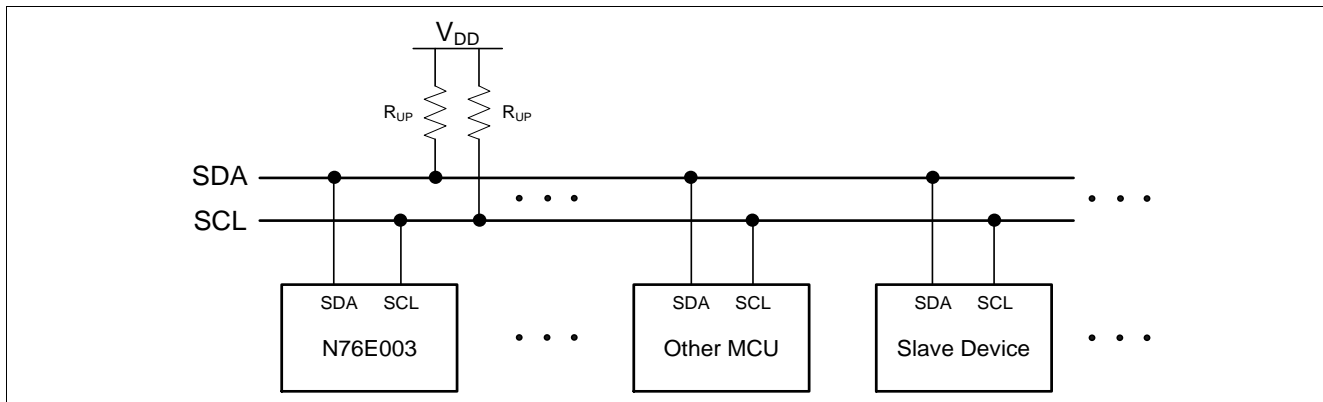 VDD
RUP RUP
SDA
SCL
SDA SCL SDA SCL SDA SCL
N76E003 Other MCU Slave Device